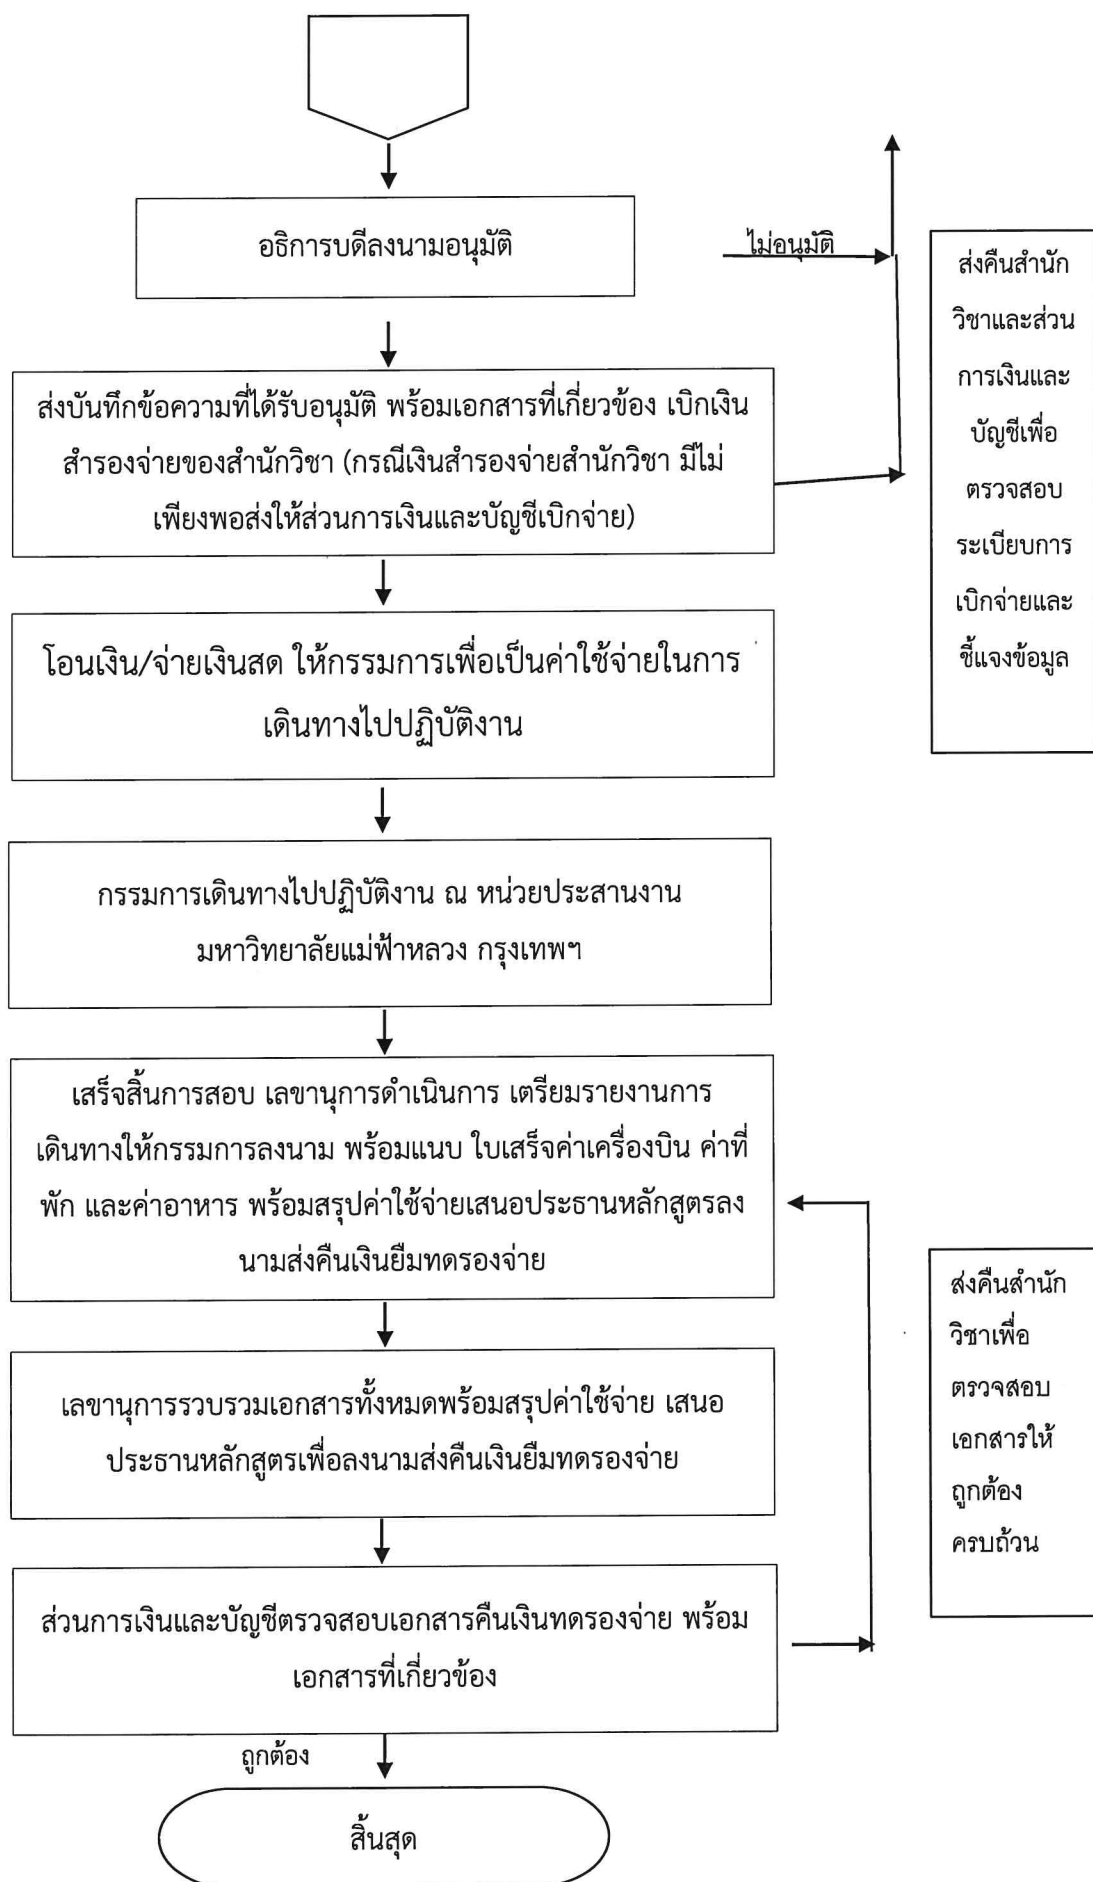 อธิการบดีลงนามอนุมัติ
ไม่อนุมัติ
ส่งคืนสำนัก
วิชาและส่วน
การเงินและ
บัญชีเพื่อ
ตรวจสอบ
ระเบียบการ
เบิกจ่ายและ
ชี้แจงข้อมูล
ส่งบันทึกข้อความที่ได้รับอนุมัติ พร้อมเอกสารที่เกี่ยวข้อง เบิกเงิน
สำรองจ่ายของสำนักวิชา (กรณีเงินสำรองจ่ายสำนักวิชา มีไม่
เพียงพอส่งให้ส่วนการเงินและบัญชีเบิกจ่าย)
โอนเงิน/จ่ายเงินสด ให้กรรมการเพื่อเป็นค่าใช้จ่ายในการ
เดินทางไปปฏิบัติงาน
กรรมการเดินทางไปปฏิบัติงาน ณ หน่วยประสานงาน
มหาวิทยาลัยแม่ฟ้าหลวง กรุงเทพฯ
เสร็จสิ้นการสอบ เลขานุการดำเนินการ เตรียมรายงานการ
เดินทางให้กรรมการลงนาม พร้อมแนบ ใบเสร็จค่าเครื่องบิน ค่าที่
พัก และค่าอาหาร พร้อมสรุปค่าใช้จ่ายเสนอประธานหลักสูตรลง
นามส่งคืนเงินยืมทดรองจ่าย
ส่งคืนสำนัก
วิชาเพื่อ
ตรวจสอบ
เอกสารให้
ถูกต้อง
ครบถ้วน
เลขานุการรวบรวมเอกสารทั้งหมดพร้อมสรุปค่าใช้จ่าย เสนอ
ประธานหลักสูตรเพื่อลงนามส่งคืนเงินยืมทดรองจ่าย
ส่วนการเงินและบัญชีตรวจสอบเอกสารคืนเงินทดรองจ่าย พร้อม
เอกสารที่เกี่ยวข้อง
ถูกต้อง
สิ้นสุด